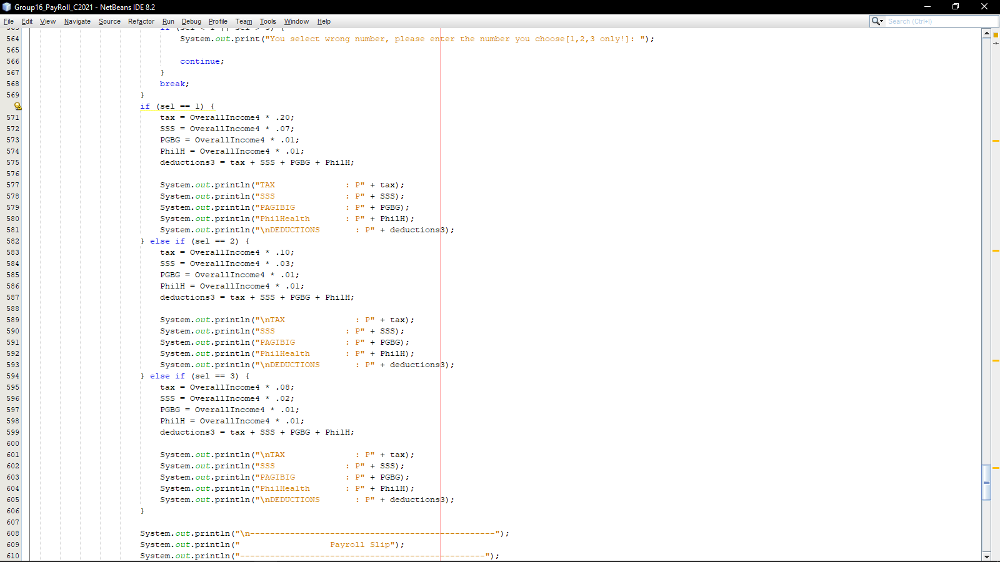 Group16_PayRoll_C2021 - NetBeans IDE 8.2
File Edit View Navigate Source Refactor Run Debug Profile Team Tools Window Help
Search (Ctrl+I)
563 if (sel < 1 || sel > 3) {
564 System.out.print("You select wrong number, please enter the number you choose[1,2,3 only!]: ");
565
566 continue;
567 }
568 break;
569 }
if (sel == 1) {
571 tax = OverallIncome4 * .20;
572 SSS = OverallIncome4 * .07;
573 PGBG = OverallIncome4 * .01;
574 PhilH = OverallIncome4 * .01;
575 deductions3 = tax + SSS + PGBG + PhilH;
576
577 System.out.println("TAX              : P" + tax);
578 System.out.println("SSS              : P" + SSS);
579 System.out.println("PAGIBIG          : P" + PGBG);
580 System.out.println("PhilHealth       : P" + PhilH);
581 System.out.println("\nDEDUCTIONS       : P" + deductions3);
582 } else if (sel == 2) {
583 tax = OverallIncome4 * .10;
584 SSS = OverallIncome4 * .03;
585 PGBG = OverallIncome4 * .01;
586 PhilH = OverallIncome4 * .01;
587 deductions3 = tax + SSS + PGBG + PhilH;
588
589 System.out.println("\nTAX              : P" + tax);
590 System.out.println("SSS              : P" + SSS);
591 System.out.println("PAGIBIG          : P" + PGBG);
592 System.out.println("PhilHealth       : P" + PhilH);
593 System.out.println("\nDEDUCTIONS       : P" + deductions3);
594 } else if (sel == 3) {
595 tax = OverallIncome4 * .08;
596 SSS = OverallIncome4 * .02;
597 PGBG = OverallIncome4 * .01;
598 PhilH = OverallIncome4 * .01;
599 deductions3 = tax + SSS + PGBG + PhilH;
600
601 System.out.println("\nTAX              : P" + tax);
602 System.out.println("SSS              : P" + SSS);
603 System.out.println("PAGIBIG          : P" + PGBG);
604 System.out.println("PhilHealth       : P" + PhilH);
605 System.out.println("\nDEDUCTIONS       : P" + deductions3);
606 }
607
608 System.out.println("\n-------------------------------------------------");
609 System.out.println("                  Payroll Slip");
610 System.out.println("-------------------------------------------------");